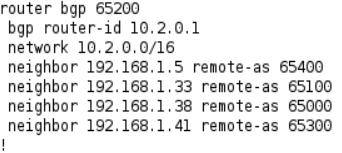 router bgp 65200
 bgp router-id 10.2.0.1
 network 10.2.0.0/16
 neighbor 192.168.1.5 remote-as 65400
 neighbor 192.168.1.33 remote-as 65100
 neighbor 192.168.1.38 remote-as 65000
 neighbor 192.168.1.41 remote-as 65300
!